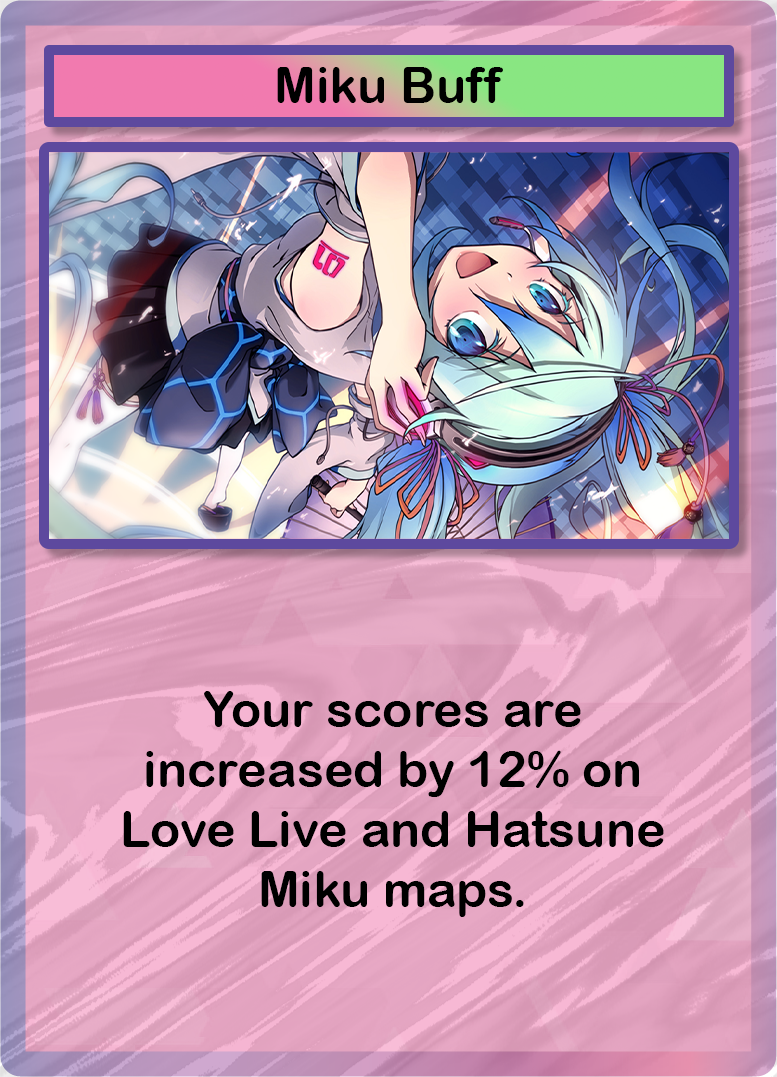 Miku Buff
Your scores are
increased by 12% on
Love Live and Hatsune
Miku maps.